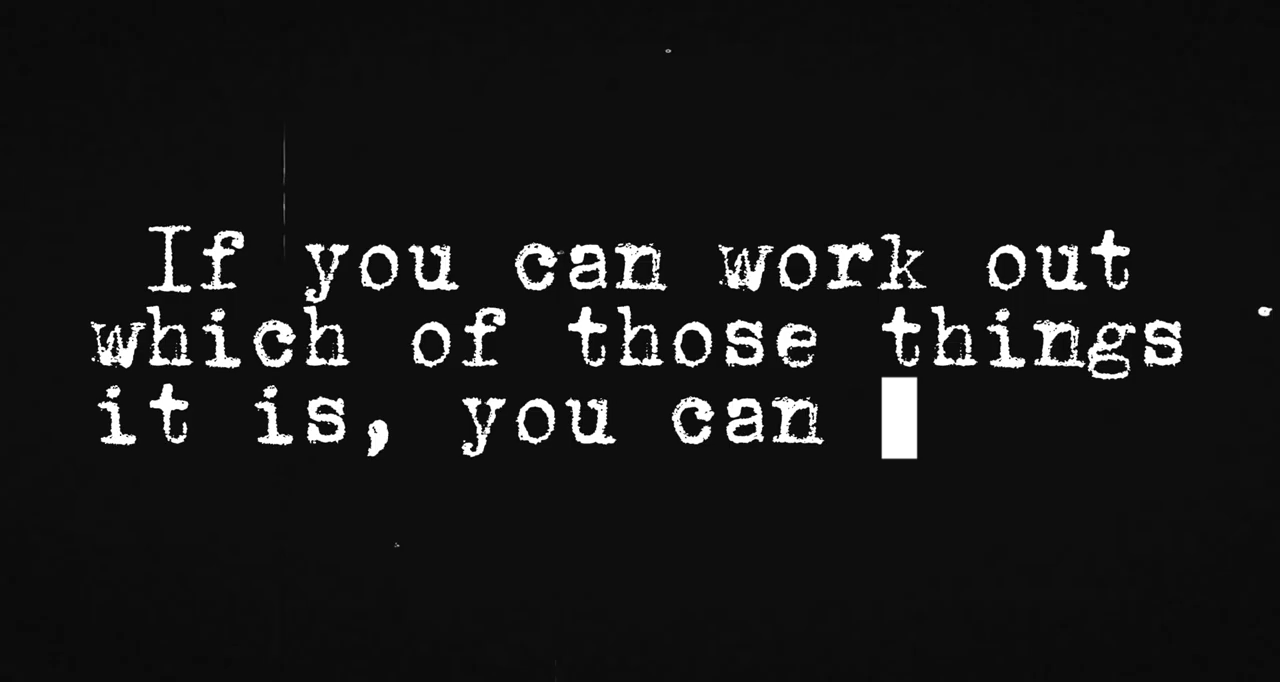 If you can work out
which of those things
it is, you can